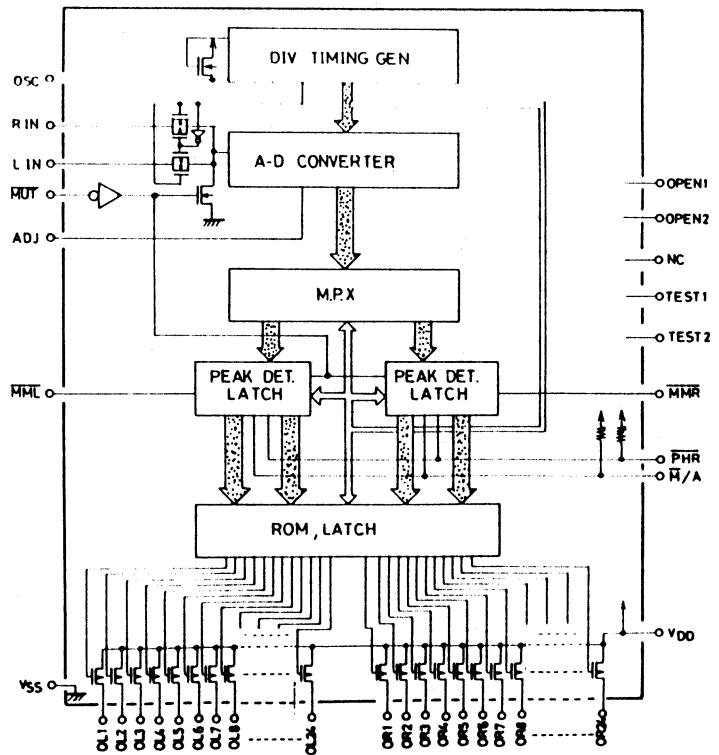 DIV TIMING GEN
OSC
R IN
L IN
A-D CONVERTER
MUT
ADJ
OPEN1
OPEN2
NC
TEST1
TEST2
M.P.X
PEAK DET.
LATCH
PEAK DET.
LATCH
MML
MMR
PHR
M/A
ROM, LATCH
VDD
VSS
OL1
OL2
OL3
OL4
OL5
OL6
OL7
OL8
OL24
OR1
OR2
OR3
OR4
OR5
OR6
OR7
OR8
OR24